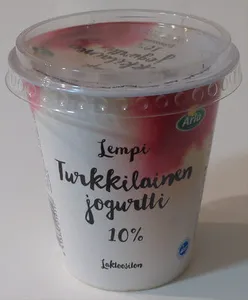 Arla
Lempi
Turkkilainen
jogurtti
10%
Laktoositon